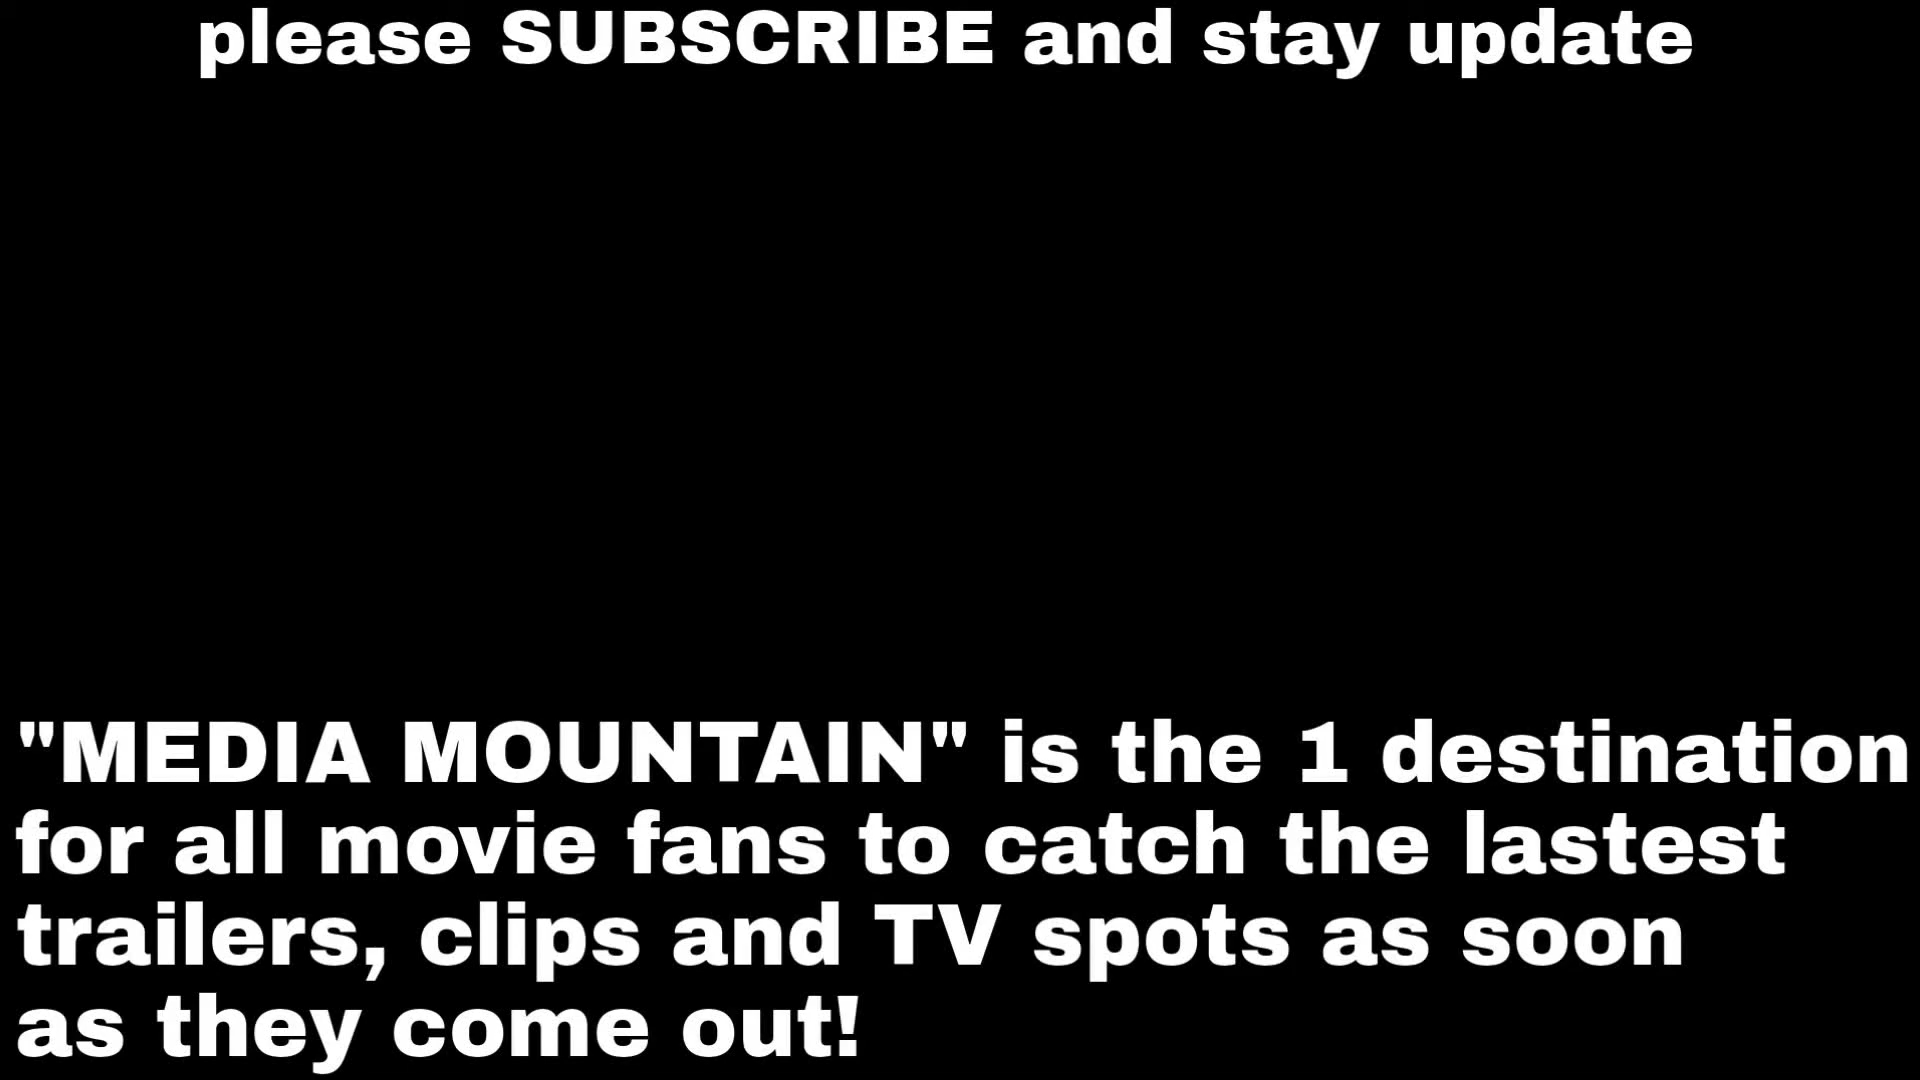 please SUBSCRIBE and stay update
"MEDIA MOUNTAIN" is the 1 destination
for all movie fans to catch the lastest
trailers, clips and TV spots as soon
as they come out!